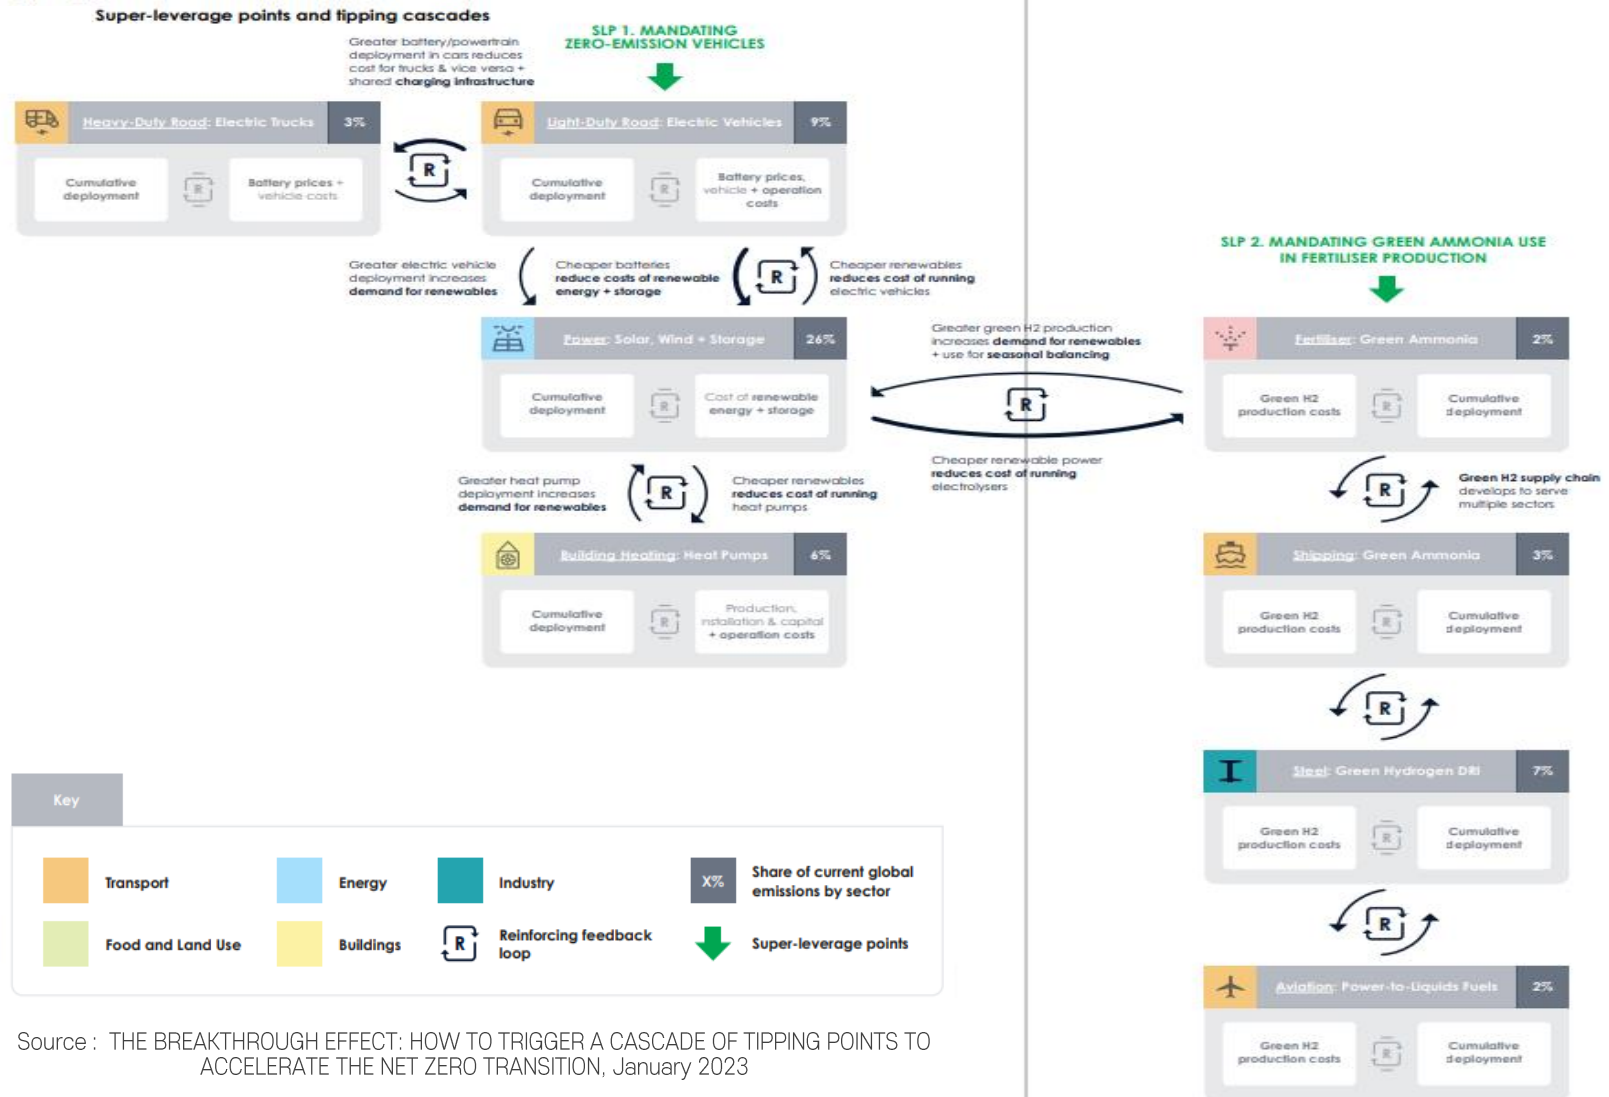 Super-leverage points and tipping cascades
SLP 1. MANDATING
ZERO-EMISSION VEHICLES
Greater battery/powertrain
deployment in cars reduces
cost for trucks & vice versa +
shared charging infrastructure
Heavy-Duty Road: Electric Trucks 3%
Cumulative
deployment
R
Battery prices +
vehicle costs
R
Light-Duty Road: Electric Vehicles 9%
Cumulative
deployment
R
Battery prices,
vehicle + operation
costs
Greater electric vehicle
deployment increases
demand for renewables
Cheaper batteries
reduce costs of renewable
energy + storage
R
Cheaper renewables
reduces cost of running
electric vehicles
Power: Solar, Wind + Storage 26%
Cumulative
deployment
R
Cost of renewable
energy + storage
Greater heat pump
deployment increases
demand for renewables
R
Cheaper renewables
reduces cost of running
heat pumps
Building Heating: Heat Pumps 6%
Cumulative
deployment
R
Production,
nstallation & capital
+ operation costs
Greater green H2 production
increases demand for renewables
+ use for seasonal balancing
R
Cheaper renewable power
reduces cost of running
electrolysers
SLP 2. MANDATING GREEN AMMONIA USE
IN FERTILISER PRODUCTION
Fertiliser: Green Ammonia 2%
Green H2
production costs
R
Cumulative
deployment
R
Green H2 supply chain
develops to serve
multiple sectors
Shipping: Green Ammonia 3%
Green H2
production costs
R
Cumulative
deployment
R
Steel: Green Hydrogen DRI 7%
Green H2
production costs
R
Cumulative
deployment
R
Aviation: Power-to-Liquids Fuels 2%
Green H2
production costs
R
Cumulative
deployment
Key
Transport
Energy
Industry
X% Share of current global
emissions by sector
Food and Land Use
Buildings
R Reinforcing feedback
loop
Super-leverage points
Source : THE BREAKTHROUGH EFFECT: HOW TO TRIGGER A CASCADE OF TIPPING POINTS TO
ACCELERATE THE NET ZERO TRANSITION, January 2023